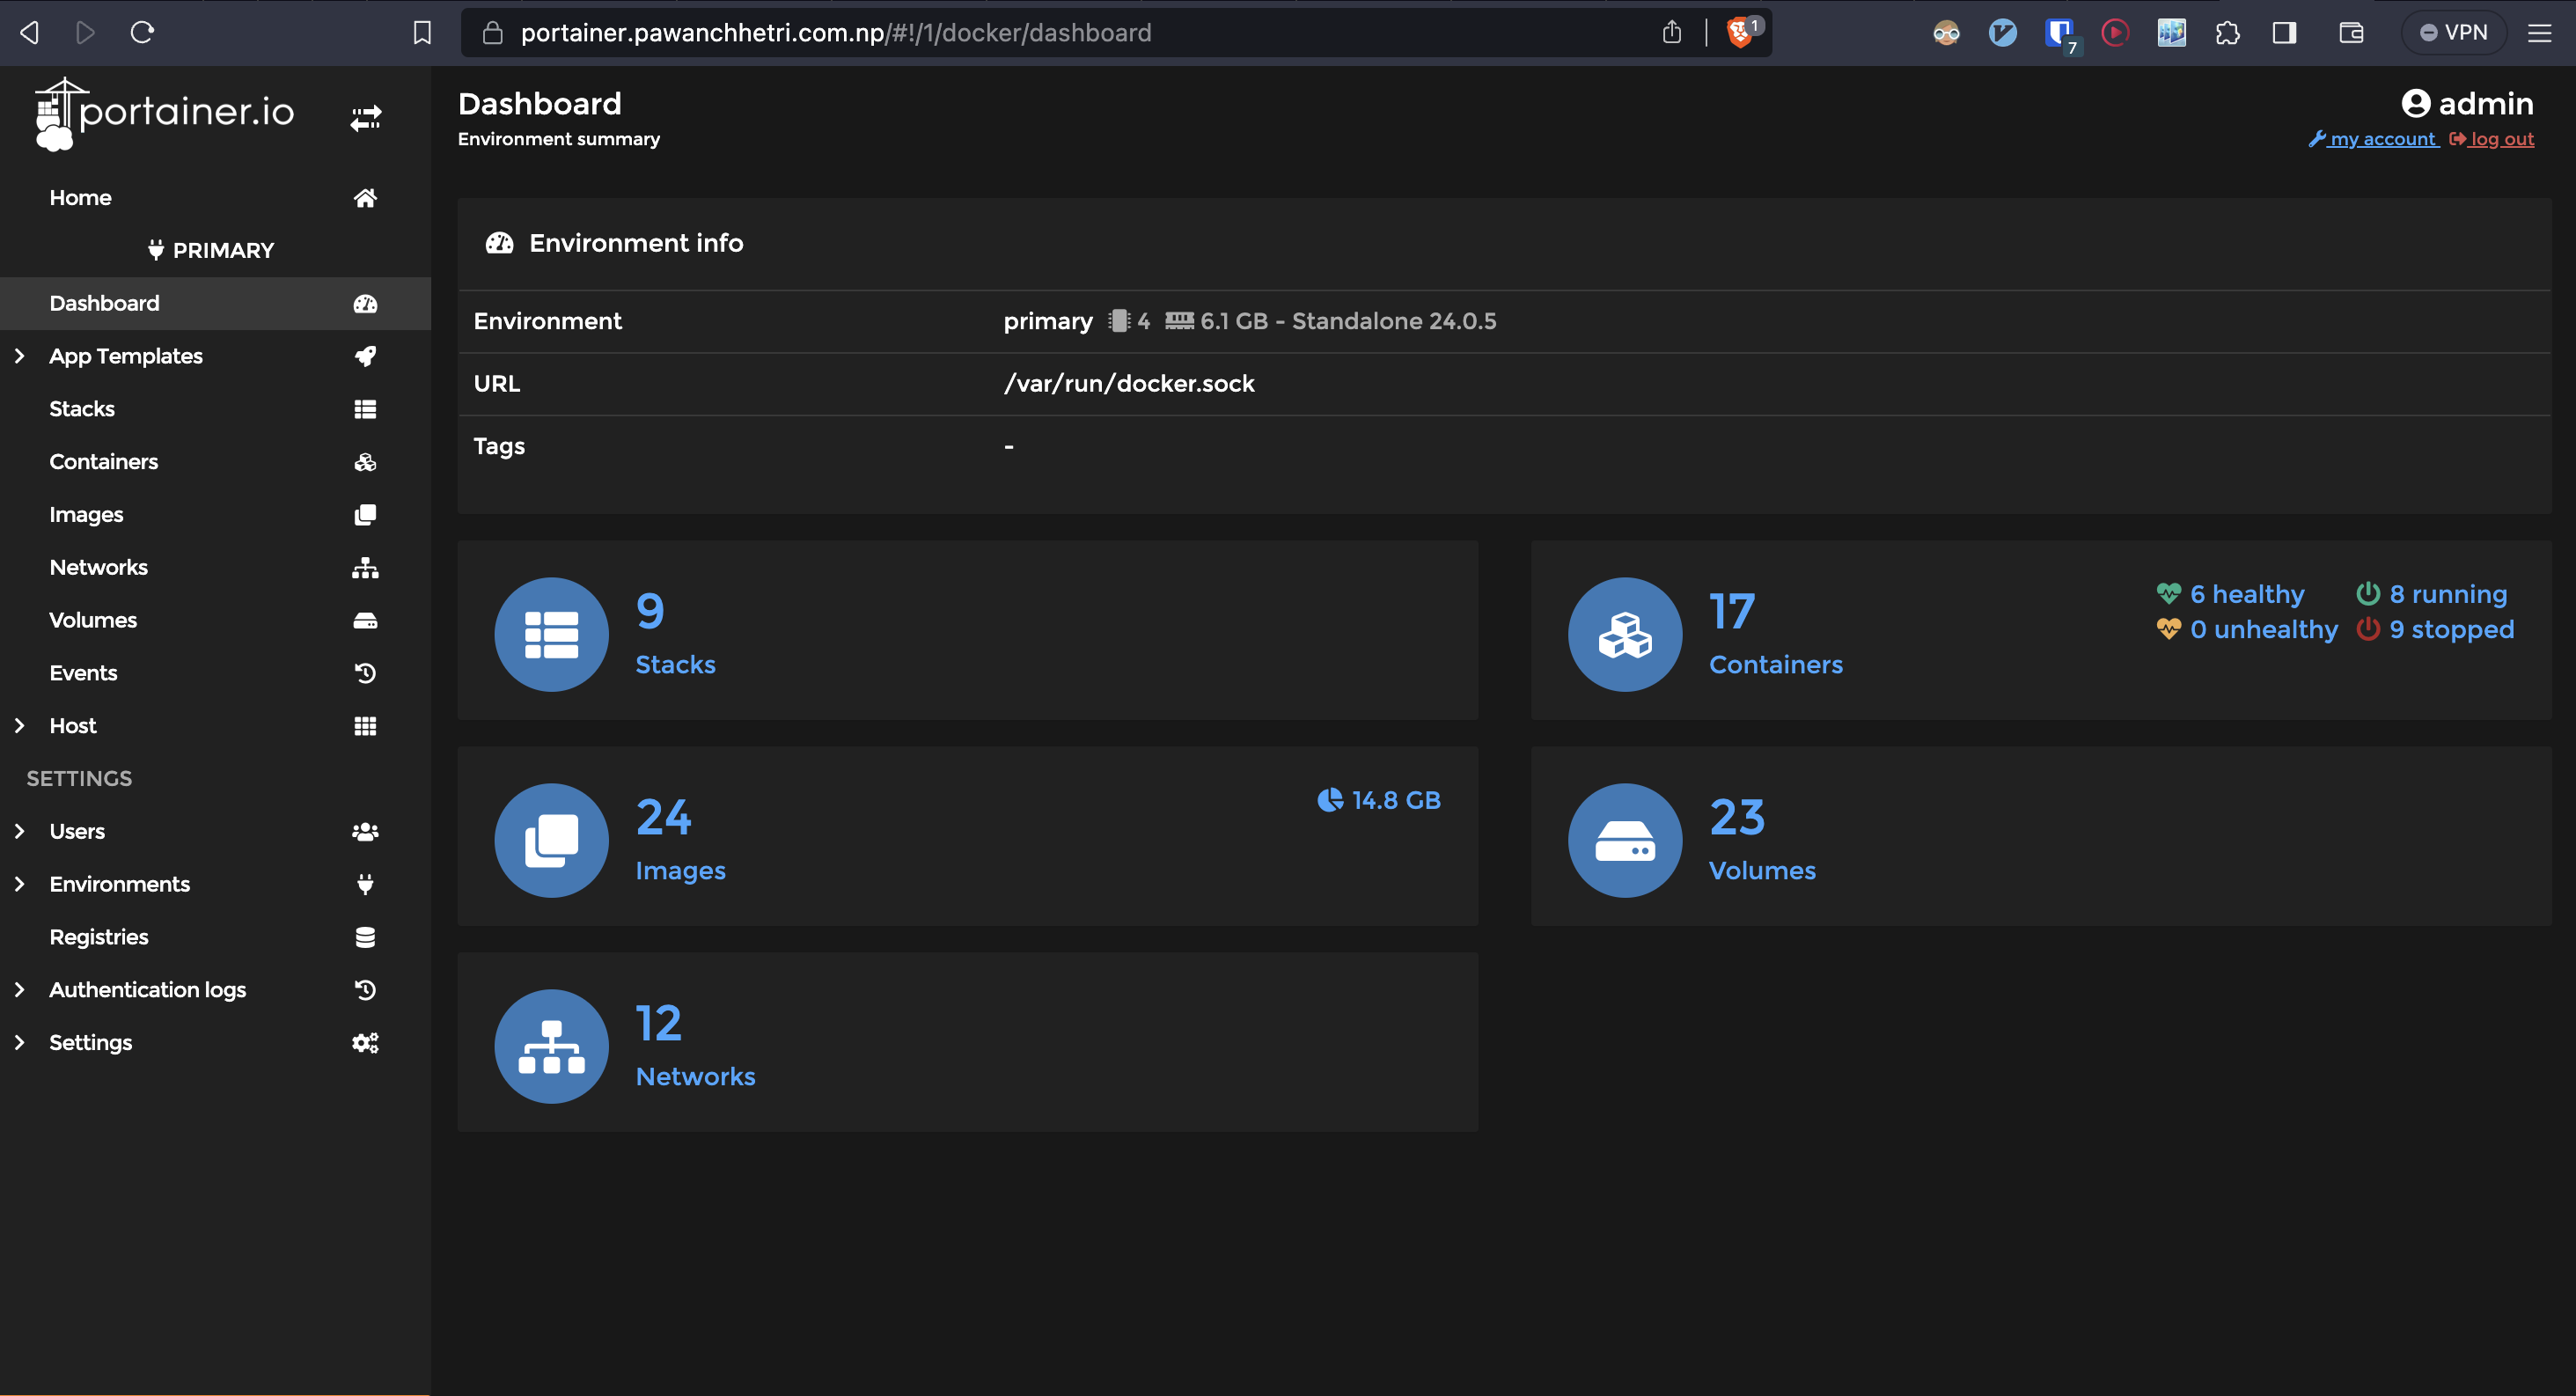 portainer.pawanchhetri.com.np/#!/1/docker/dashboard
1
7
VPN
portainer.io
Home
PRIMARY
Dashboard
App Templates
Stacks
Containers
Images
Networks
Volumes
Events
Host
SETTINGS
Users
Environments
Registries
Authentication logs
Settings
Dashboard
Environment summary
admin
my account log out
Environment info
Environment primary 4 6.1 GB - Standalone 24.0.5
URL /var/run/docker.sock
Tags -
9
Stacks
17
Containers
6 healthy 8 running
0 unhealthy 9 stopped
24
Images
14.8 GB
23
Volumes
12
Networks